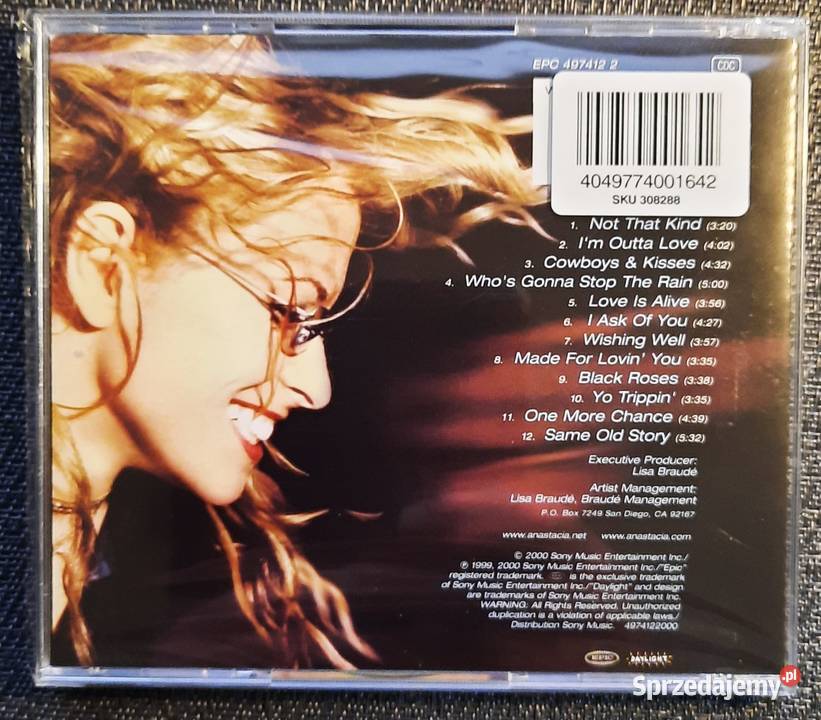 EPC 497412 2
CDC
4049774001642
SKU 308288
1. Not That Kind (3:20)
2. I'm Outta Love (4:02)
3. Cowboys & Kisses (4:32)
4. Who's Gonna Stop The Rain (5:00)
5. Love Is Alive (3:56)
6. I Ask Of You (4:27)
7. Wishing Well (3:57)
8. Made For Lovin' You (3:35)
9. Black Roses (3:38)
10. Yo Trippin' (3:35)
11. One More Chance (4:39)
12. Same Old Story (5:32)
Executive Producer:
Lisa Braudé
Artist Management:
Lisa Braudé, Braudé Management
P.O. Box 7249 San Diego, CA 92167
www.anastacia.net www.anastacia.com
© 2000 Sony Music Entertainment Inc./
℗ 1999, 2000 Sony Music Entertainment Inc./"Epic"
registered trademark. is the exclusive trademark
of Sony Music Entertainment Inc./"Daylight" and design
are trademarks of Sony Music Entertainment Inc.
WARNING: All Rights Reserved. Unauthorized
duplication is a violation of applicable laws./
Distribution Sony Music. 4974122000
EPIC DAYLIGHT
Sprzedajemy.pl